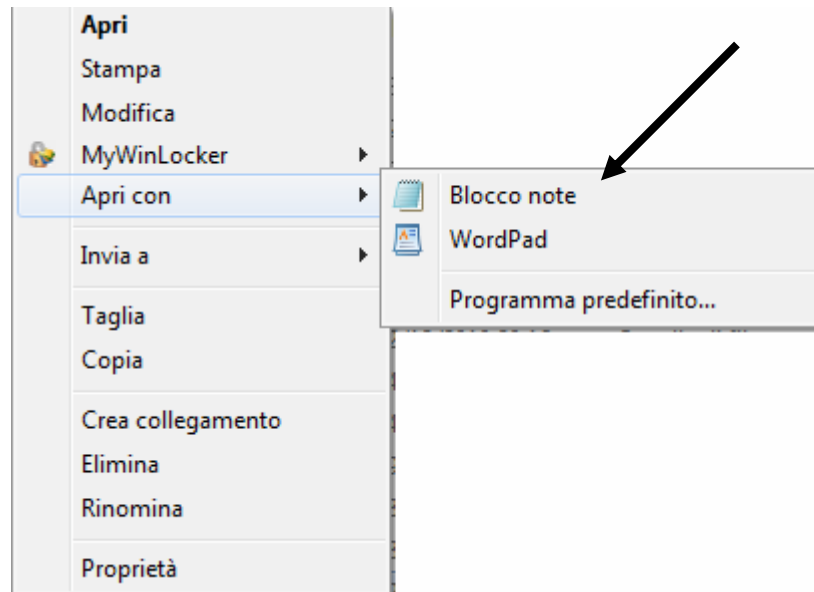 Apri
Stampa
Modifica
MyWinLocker
Apri con
Blocco note
WordPad
Programma predefinito...
Invia a
Taglia
Copia
Crea collegamento
Elimina
Rinomina
Proprietà